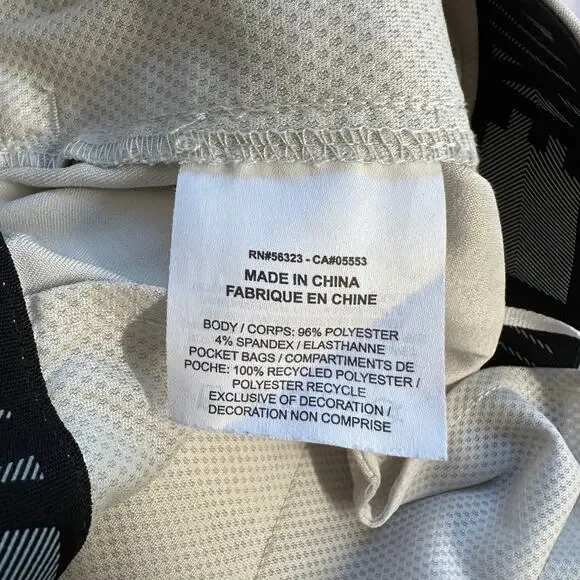 RN#56323 - CA#05553
MADE IN CHINA
FABRIQUE EN CHINE
BODY / CORPS: 96% POLYESTER
4% SPANDEX / ELASTHANNE
POCKET BAGS / COMPARTIMENTS DE
POCHE: 100% RECYCLED POLYESTER /
POLYESTER RECYCLE
EXCLUSIVE OF DECORATION /
DECORATION NON COMPRISE